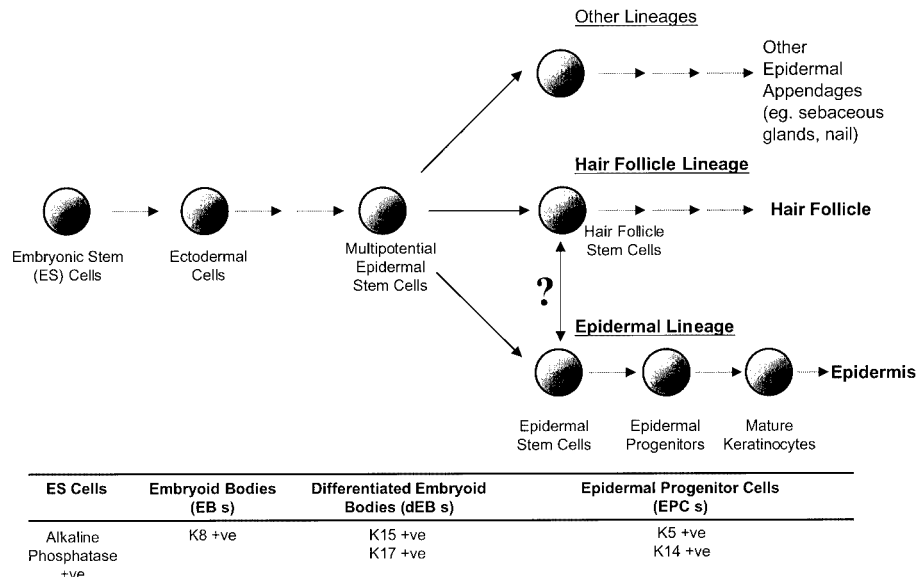 Other Lineages
Other
Epidermal
Appendages
(eg. sebaceous
glands, nail)
Hair Follicle Lineage
Hair Follicle
Embryonic Stem
(ES) Cells
Ectodermal
Cells
Multipotential
Epidermal
Stem Cells
Hair Follicle
Stem Cells
?
Epidermal Lineage
Epidermis
Epidermal
Stem Cells
Epidermal
Progenitors
Mature
Keratinocytes
ES Cells
Embryoid Bodies
(EB s)
Differentiated Embryoid
Bodies (dEB s)
Epidermal Progenitor Cells
(EPC s)
Alkaline
Phosphatase
+ve
K8 +ve
K15 +ve
K17 +ve
K5 +ve
K14 +ve